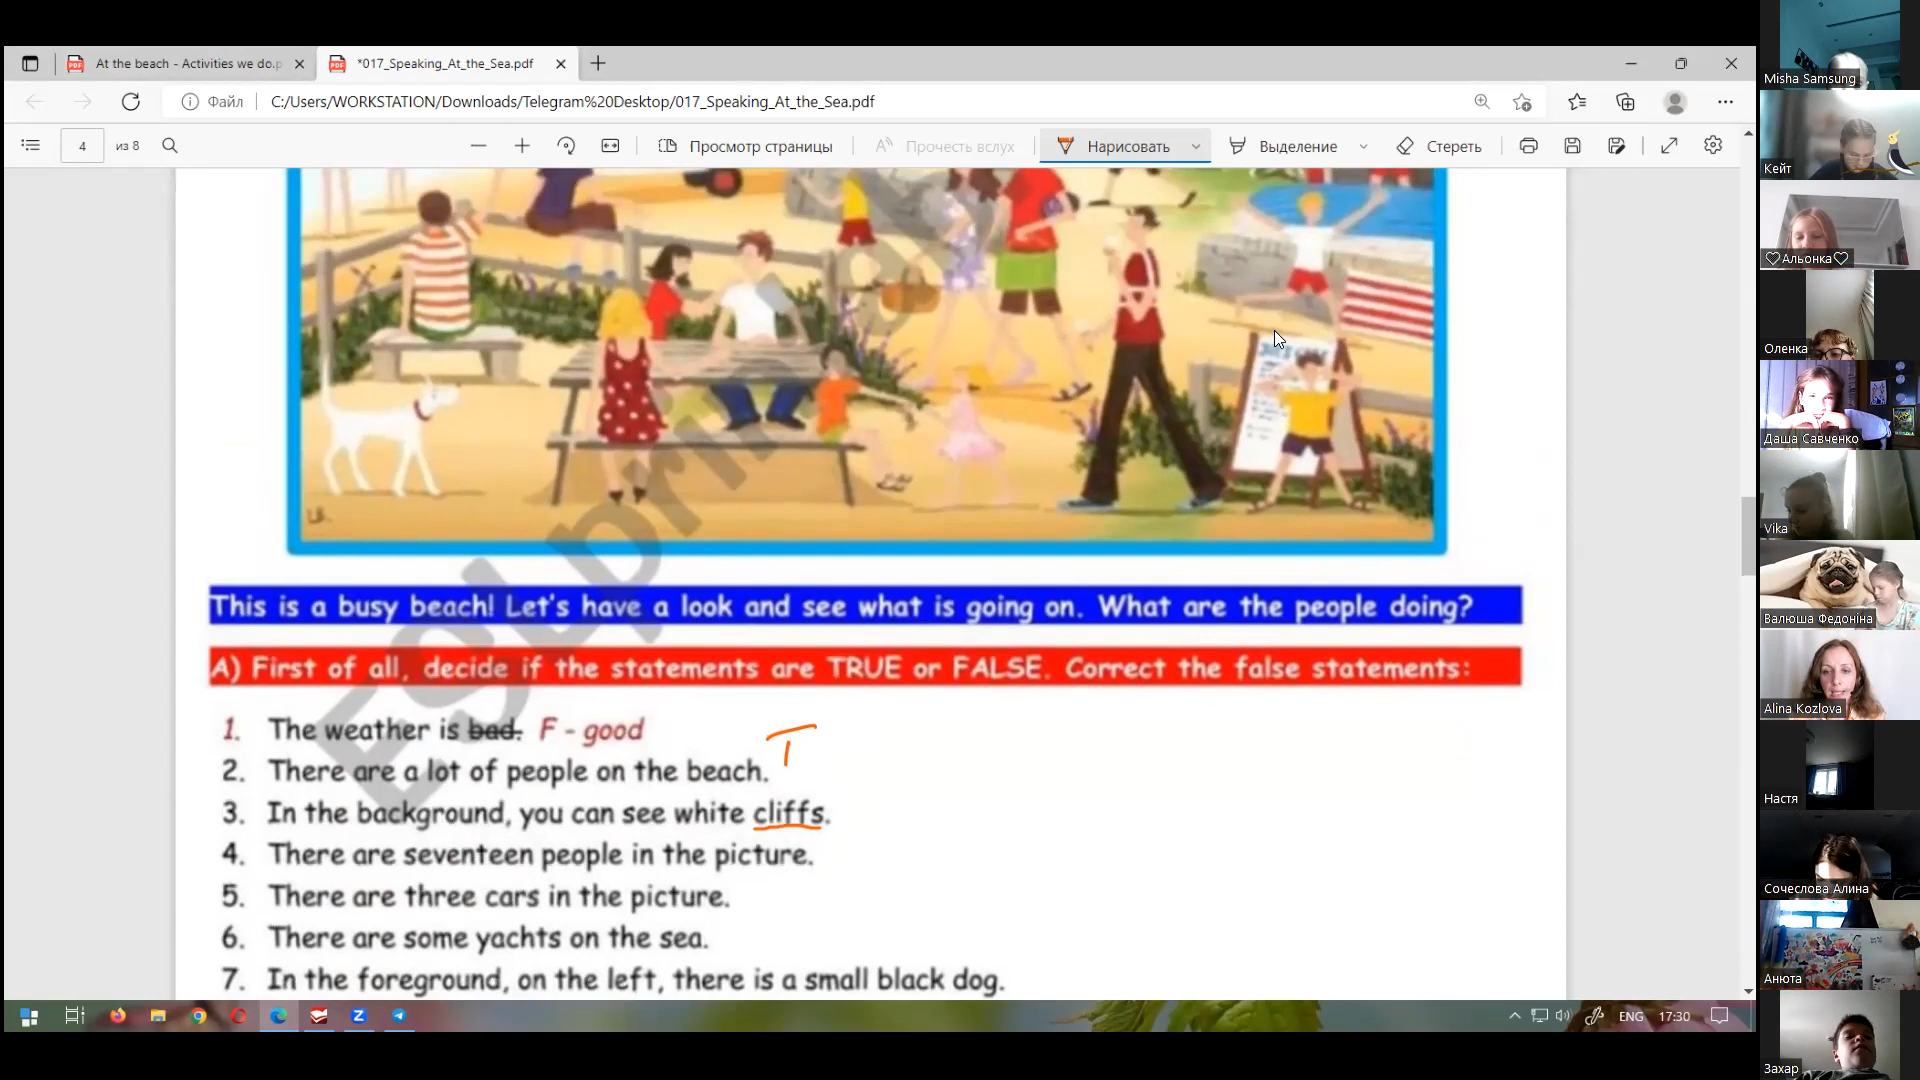 At the beach - Activities we do.p
*017_Speaking_At_the_Sea.pdf
Файл
C:/Users/WORKSTATION/Downloads/Telegram%20Desktop/017_Speaking_At_the_Sea.pdf
4 из 8
Просмотр страницы
Прочесть вслух
Нарисовать
Выделение
Стереть
ESLprin
This is a busy beach! Let's have a look and see what is going on. What are the people doing?
A) First of all, decide if the statements are TRUE or FALSE. Correct the false statements:
1. The weather is bad. F - good
2. There are a lot of people on the beach. T
3. In the background, you can see white cliffs.
4. There are seventeen people in the picture.
5. There are three cars in the picture.
6. There are some yachts on the sea.
7. In the foreground, on the left, there is a small black dog.
ENG
17:30
Misha Samsung
Кейт
♡Альонка♡
Оленка
Даша Савченко
Vika
Валюша Федоніна
Alina Kozlova
Настя
Сочеслова Алина
Анюта
Захар